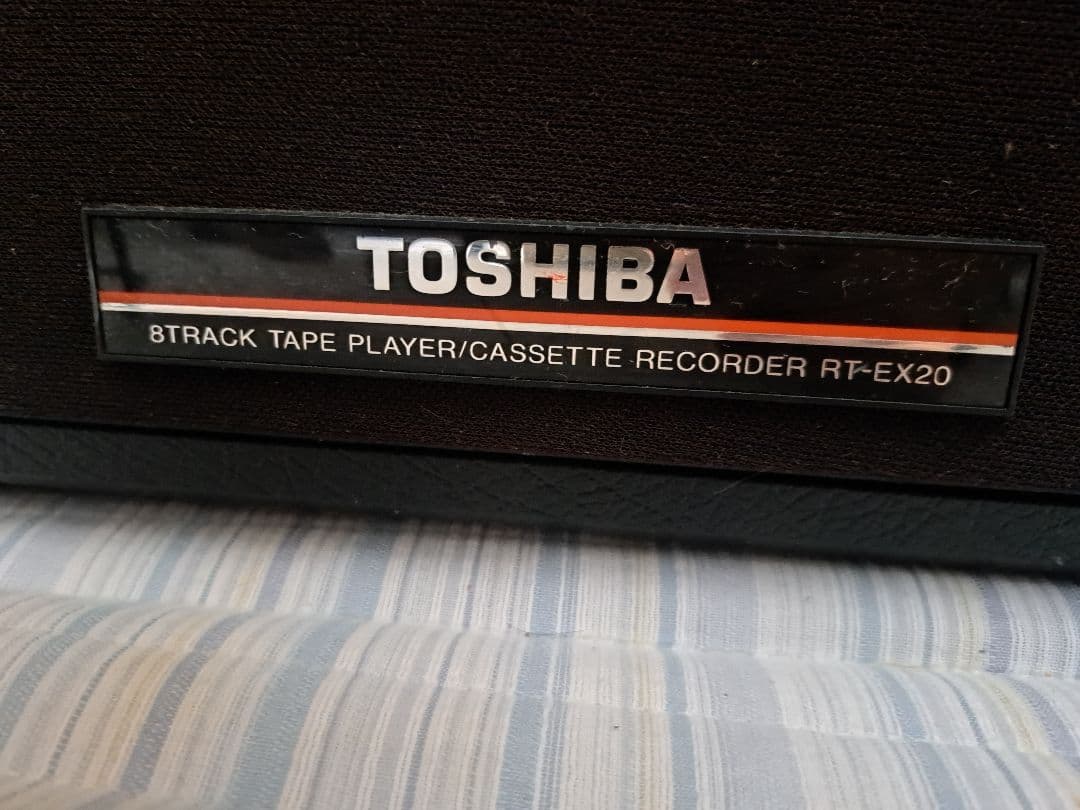 TOSHIBA
8TRACK TAPE PLAYER/CASSETTE RECORDER RT-EX20